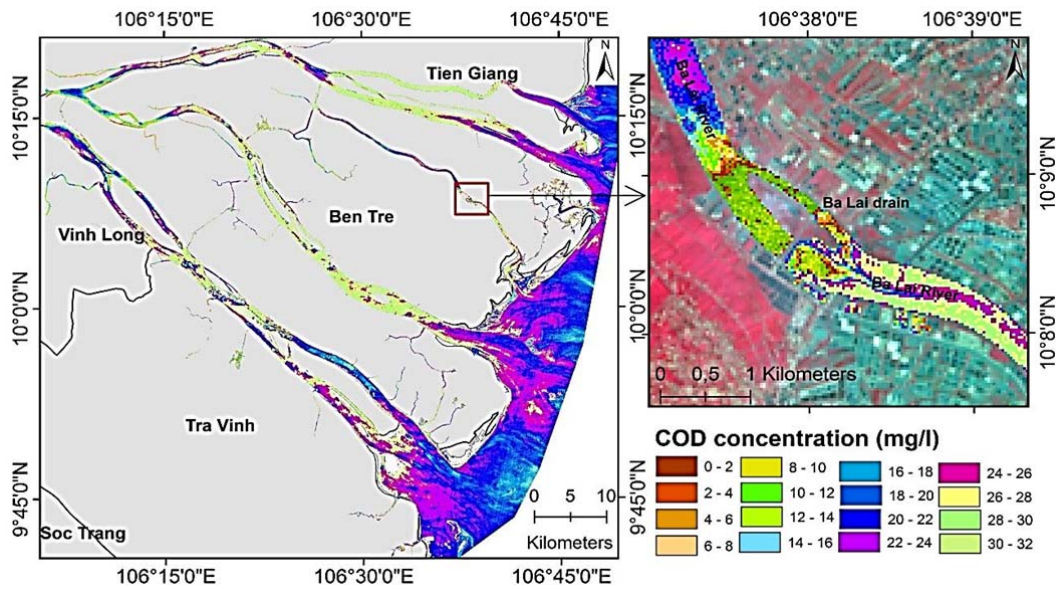 106°15'0"E
106°30'0"E
106°45'0"E
106°38'0"E
106°39'0"E
N
N
Tien Giang
10°15'0"N
10°15'0"N
Ba Lai River
10°9'0"N
Ben Tre
Ba Lai drain
Vinh Long
Ba Lai River
10°0'0"N
10°0'0"N
10°8'0"N
0 0,5 1 Kilometers
Tra Vinh
COD concentration (mg/l)
0 - 2
2 - 4
4 - 6
6 - 8
8 - 10
10 - 12
12 - 14
14 - 16
16 - 18
18 - 20
20 - 22
22 - 24
24 - 26
26 - 28
28 - 30
30 - 32
9°45'0"N
9°45'0"N
0 5 10
Kilometers
Soc Trang
106°15'0"E
106°30'0"E
106°45'0"E